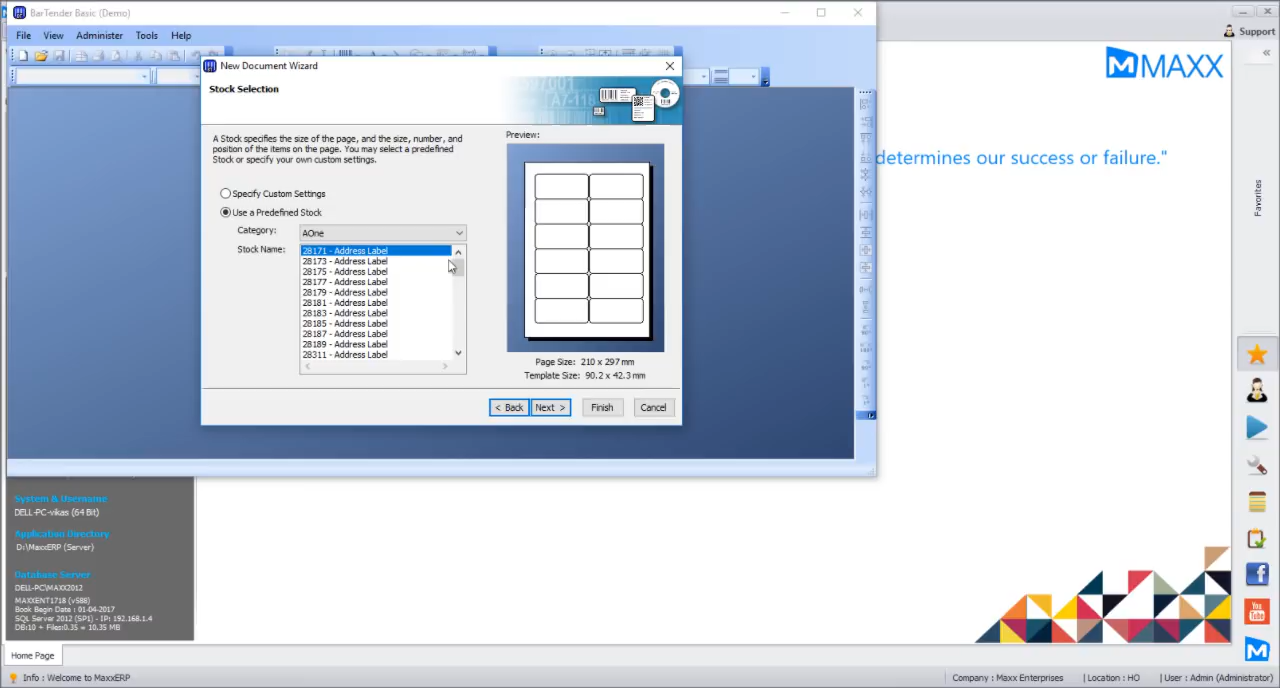 BarTender Basic (Demo)
File View Administer Tools Help
Support
New Document Wizard
Stock Selection
MAXX
A Stock specifies the size of the page, and the size, number, and
position of the items on the page. You may select a predefined
Stock or specify your own custom settings.
Preview:
determines our success or failure."
Favorites
Specify Custom Settings
Use a Predefined Stock
Category: AOne
Stock Name:
28171 - Address Label
28173 - Address Label
28175 - Address Label
28177 - Address Label
28179 - Address Label
28181 - Address Label
28183 - Address Label
28185 - Address Label
28187 - Address Label
28189 - Address Label
28311 - Address Label
Page Size: 210 x 297 mm
Template Size: 90.2 x 42.3 mm
< Back Next > Finish Cancel
System & Username
DELL-PC-vikas (64 Bit)
Application Directory
D:\MaxxERP (Server)
Database Server
DELL-PC\MAXX2012
MAXXENT1718 (v588)
Book Begin Date : 01-04-2017
SQL Server 2012 (SP1) - IP: 192.168.1.4
DB:10 + Files:0.35 = 10.35 MB
You
Tube
Home Page
Info : Welcome to MaxxERP
Company : Maxx Enterprises | Location : HO | User : Admin (Administrator)